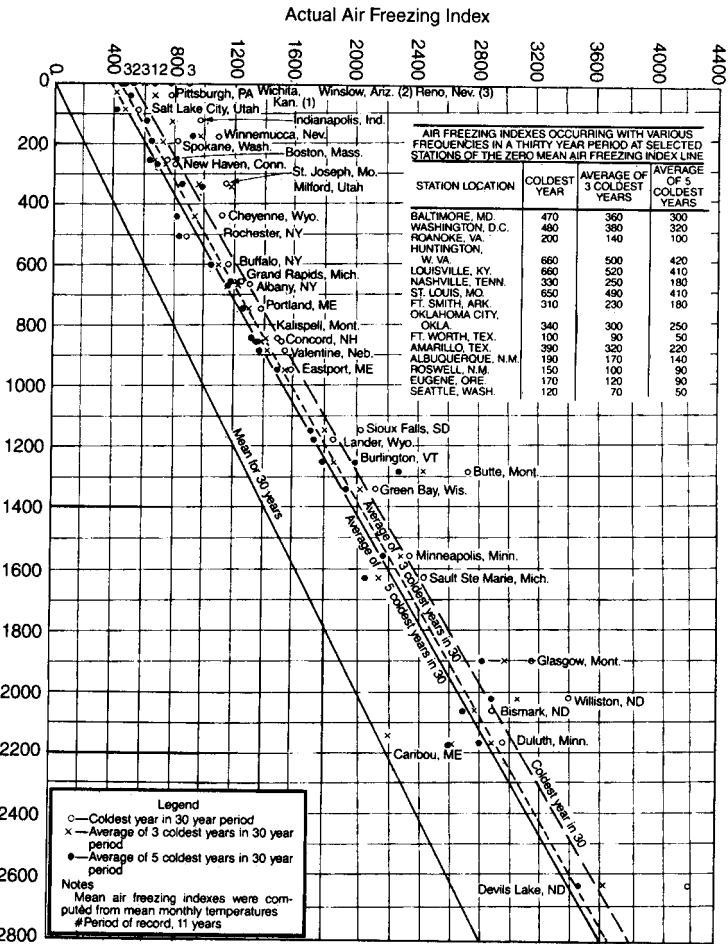 Actual Air Freezing Index
0 400 800 1200 1600 2000 2400 2800 3200 3600 4000 4400
32312 3
0
200
400
600
800
1000
1200
1400
1600
1800
2000
2200
2400
2600
2800
Pittsburgh, PA Wichita, Kan. (1) Winslow, Ariz. (2) Reno, Nev. (3)
Salt Lake City, Utah
Indianapolis, Ind.
Winnemucca, Nev.
Spokane, Wash.
Boston, Mass.
New Haven, Conn.
St. Joseph, Mo.
Milford, Utah
Cheyenne, Wyo.
Rochester, NY
Buffalo, NY
Grand Rapids, Mich.
Albany, NY
Portland, ME
Kalispell, Mont.
Concord, NH
Valentine, Neb.
Eastport, ME
Sioux Falls, SD
Lander, Wyo.
Burlington, VT
Butte, Mont.
Green Bay, Wis.
Minneapolis, Minn.
Sault Ste Marie, Mich.
Glasgow, Mont.
Williston, ND
Bismark, ND
Duluth, Minn.
Caribou, ME
Devils Lake, ND
Mean for 30 years
Average of 3 coldest years in 30
Average of 5 coldest years in 30
Coldest year in 30
AIR FREEZING INDEXES OCCURRING WITH VARIOUS
FREQUENCIES IN A THIRTY YEAR PERIOD AT SELECTED
STATIONS OF THE ZERO MEAN AIR FREEZING INDEX LINE
STATION LOCATION COLDEST YEAR AVERAGE OF 3 COLDEST YEARS AVERAGE OF 5 COLDEST YEARS
BALTIMORE, MD. 470 360 300
WASHINGTON, D.C. 480 380 320
ROANOKE, VA. 200 140 100
HUNTINGTON,
W. VA. 660 500 420
LOUISVILLE, KY. 660 520 410
NASHVILLE, TENN. 330 250 180
ST. LOUIS, MO. 650 490 410
FT. SMITH, ARK. 310 230 180
OKLAHOMA CITY,
OKLA. 340 300 250
FT. WORTH, TEX. 100 90 50
AMARILLO, TEX. 390 320 220
ALBUQUERQUE, N.M. 190 170 140
ROSWELL, N.M. 150 100 90
EUGENE, ORE. 170 120 90
SEATTLE, WASH. 120 70 50
Legend
○—Coldest year in 30 year
period
×—Average of 3 coldest years in 30 year
period
●—Average of 5 coldest years in 30 year
period
Notes
Mean air freezing indexes were com-
puted from mean monthly temperatures
#Period of record, 11 years